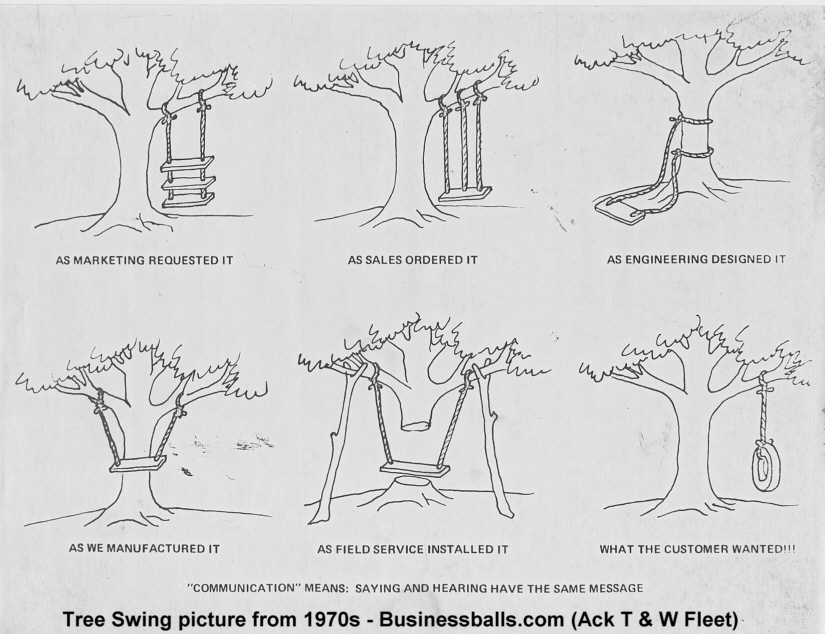 AS MARKETING REQUESTED IT
AS SALES ORDERED IT
AS ENGINEERING DESIGNED IT
AS WE MANUFACTURED IT
AS FIELD SERVICE INSTALLED IT
WHAT THE CUSTOMER WANTED!!!
"COMMUNICATION" MEANS: SAYING AND HEARING HAVE THE SAME MESSAGE
Tree Swing picture from 1970s - Businessballs.com (Ack T & W Fleet)